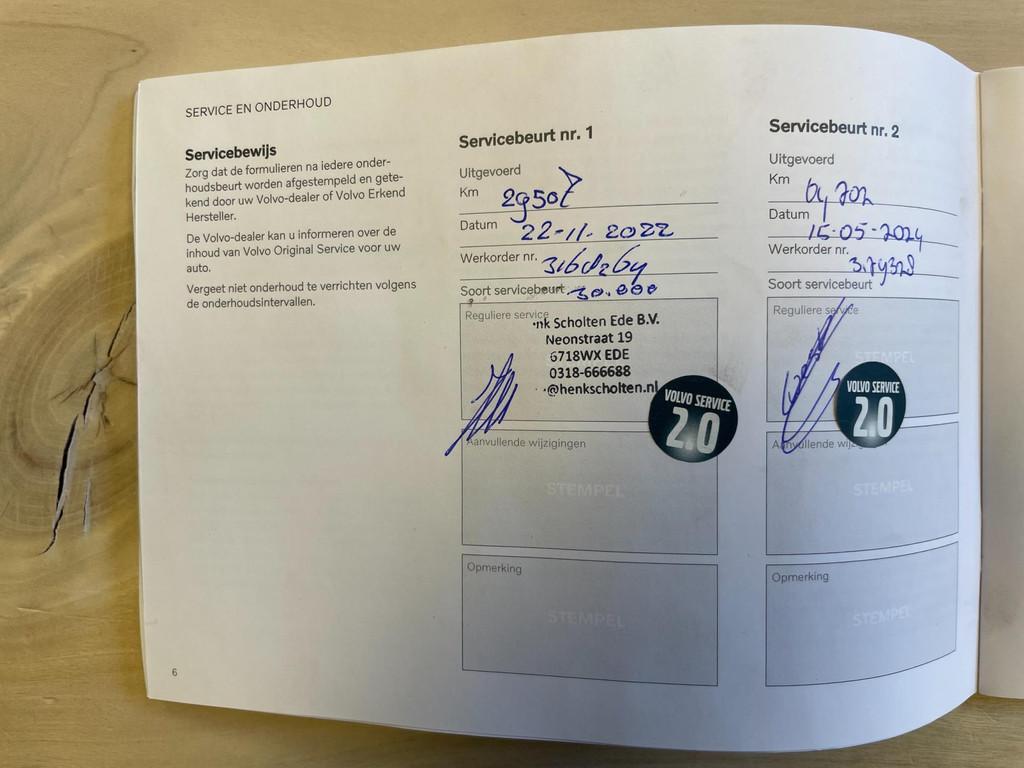 SERVICE EN ONDERHOUD
Servicebewijs
Zorg dat de formulieren na iedere onder-
houdsbeurt worden afgestempeld en gete-
kend door uw Volvo-dealer of Volvo Erkend
Hersteller.
De Volvo-dealer kan u informeren over de
inhoud van Volvo Original Service voor uw
auto.
Vergeet niet onderhoud te verrichten volgens
de onderhoudsintervallen.
6
Servicebeurt nr. 1
Uitgevoerd
Km
Datum 22-11-2022
Werkorder nr.
Soort servicebeurt 30.000
Reguliere service
nk Scholten Ede B.V.
Neonstraat 19
6718WX EDE
0318-666688
@henkscholten.nl
VOLVO SERVICE
2.0
Aanvullende wijzigingen
STEMPEL
Opmerking
STEMPEL
Servicebeurt nr. 2
Uitgevoerd
Km
Datum 15-05-2024
Werkorder nr.
Soort servicebeurt
Reguliere service
STEMPEL
VOLVO SERVICE
2.0
STEMPEL
Opmerking
STEMPEL